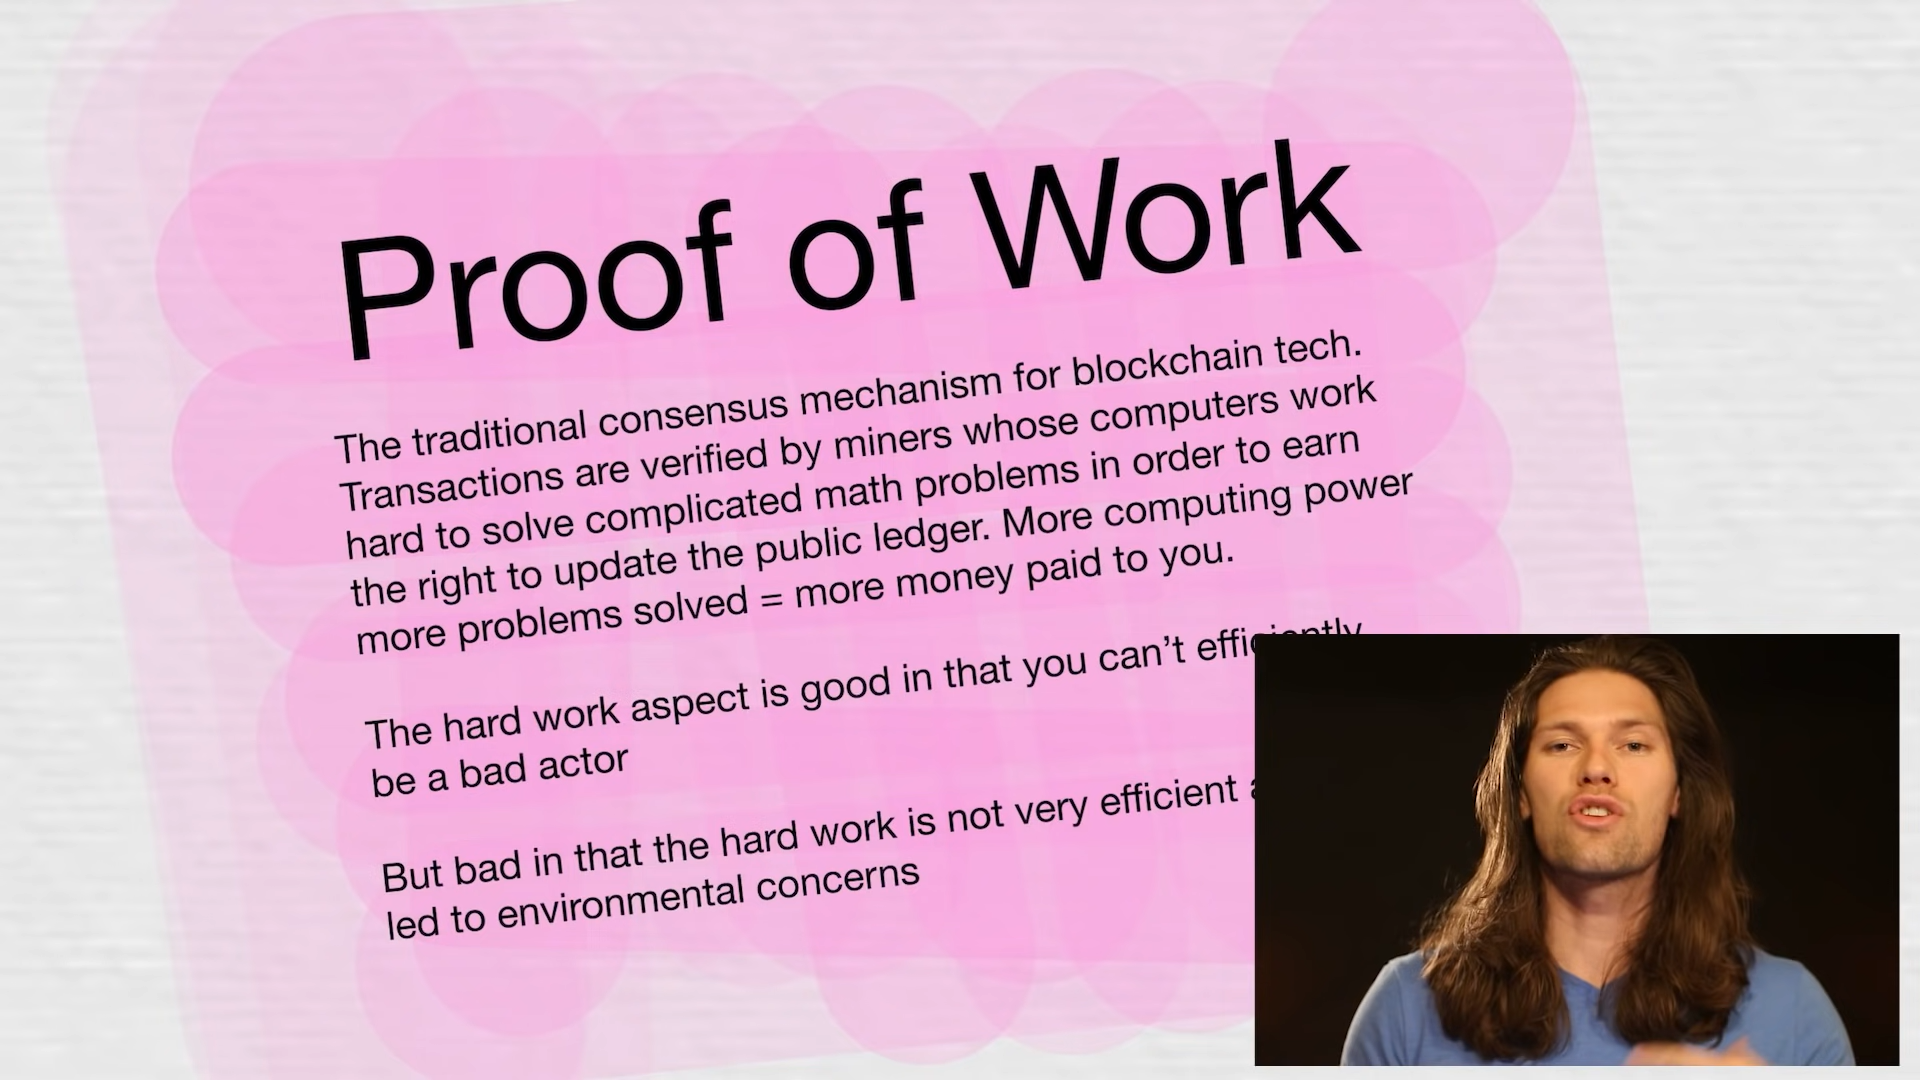 Proof of Work
The traditional consensus mechanism for blockchain tech.
Transactions are verified by miners whose computers work
hard to solve complicated math problems in order to earn
the right to update the public ledger. More computing power
more problems solved = more money paid to you.
The hard work aspect is good in that you can’t efficiently
be a bad actor
But bad in that the hard work is not very efficient
led to environmental concerns